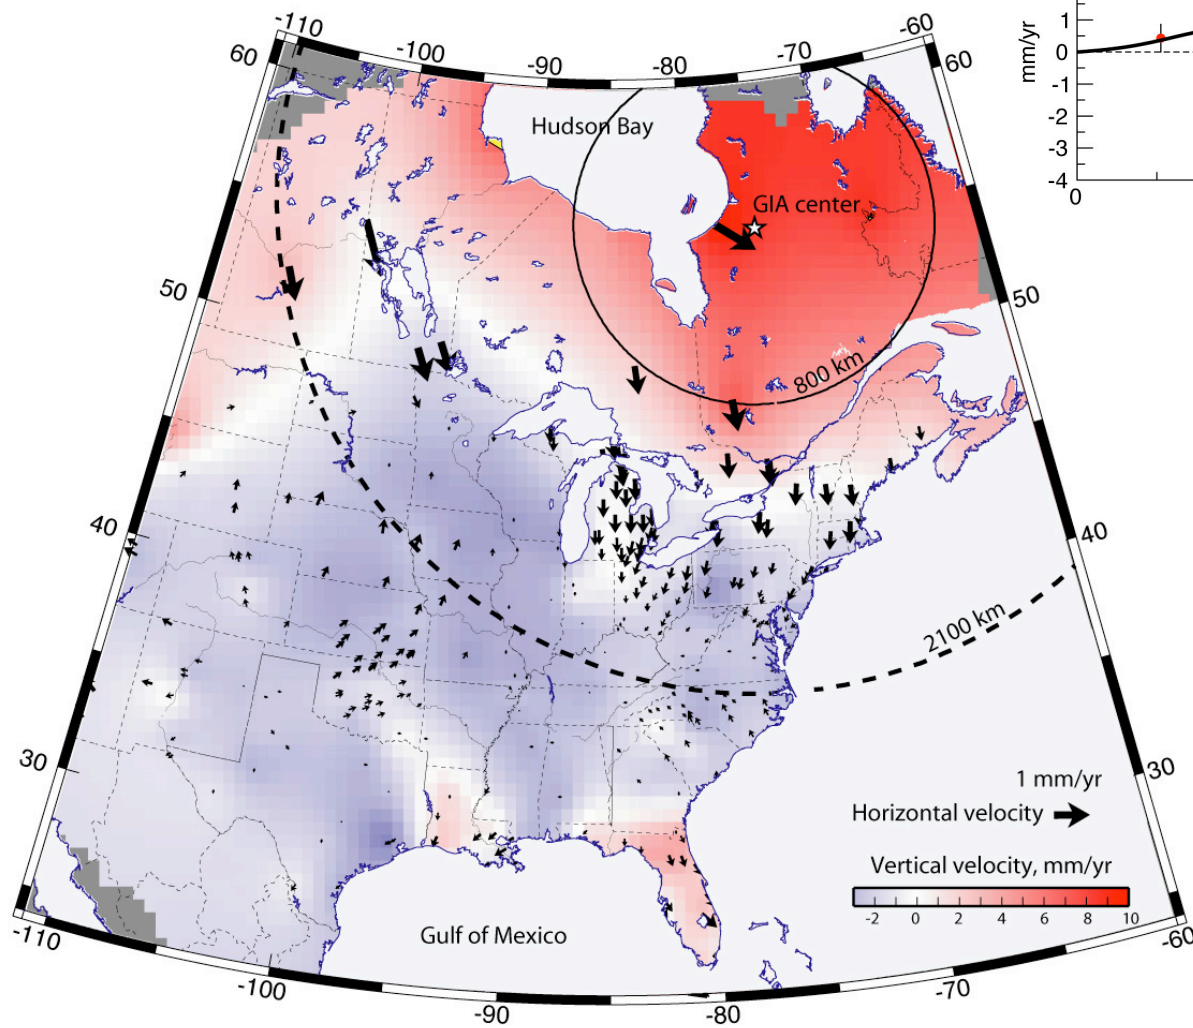 -110
-100
-90
-80
-70
-60
60
60
1
0
-1
-2
-3
-4
0
mm/yr
Hudson Bay
GIA center
50
50
800 km
40
40
2100 km
30
30
1 mm/yr
Horizontal velocity
Vertical velocity, mm/yr
-2 0 2 4 6 8 10
Gulf of Mexico
-110
-100
-90
-80
-70
-60